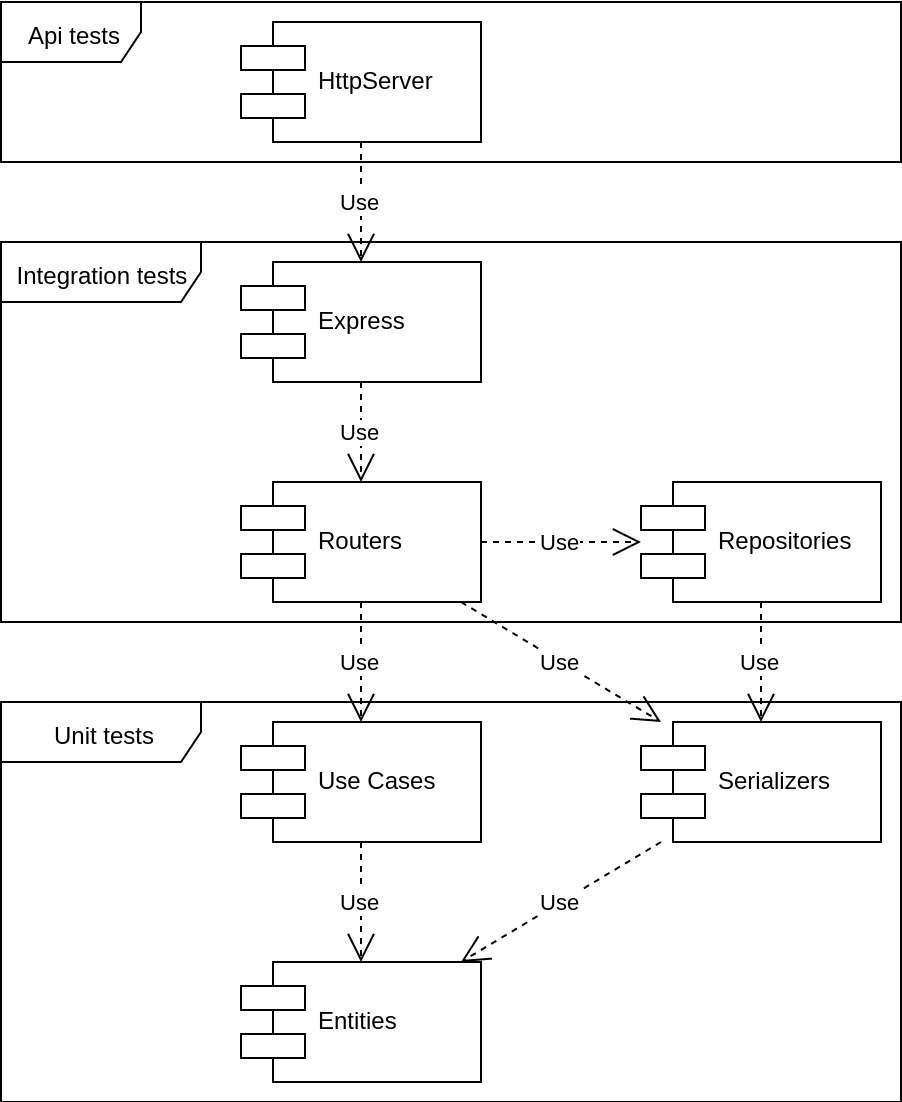 Api tests
HttpServer
Use
Integration tests
Express
Use
Routers
Use
Repositories
Use
Use
Use
Unit tests
Use Cases
Serializers
Use
Use
Entities